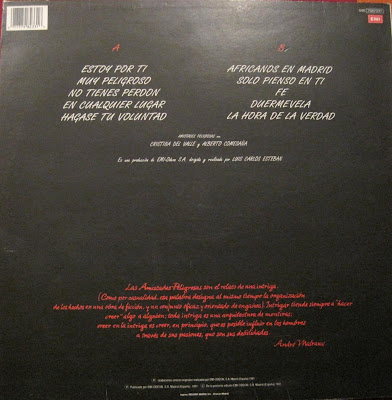 EMI
A
ESTOY POR TI
MUY PELIGROSO
NO TIENES PERDON
EN CUALQUIER LUGAR
HAGASE TU VOLUNTAD
B
AFRICANOS EN MADRID
SOLO PIENSO EN TI
FE
DUERMEVELA
LA HORA DE LA VERDAD
AMISTADES PELIGROSAS son
CRISTINA DEL VALLE y ALBERTO COMESAÑA
Es una producción de EMI-Odeon S.A. dirigida y realizada por LUIS CARLOS ESTEBAN
Las Amistades Peligrosas son el relato de una intriga.
(Como por casualidad, esa palabra designa al mismo tiempo la organización
de los hechos en una obra de ficción, y un conjunto eficaz y orientado de engaños). Intrigar tiende siempre a "hacer
creer" algo a alguien; toda intriga es una arquitectura de mentiras;
creer en la intriga es creer, en principio, que es posible influir en los hombres
a través de sus pasiones, que son sus debilidades.
André Malraux